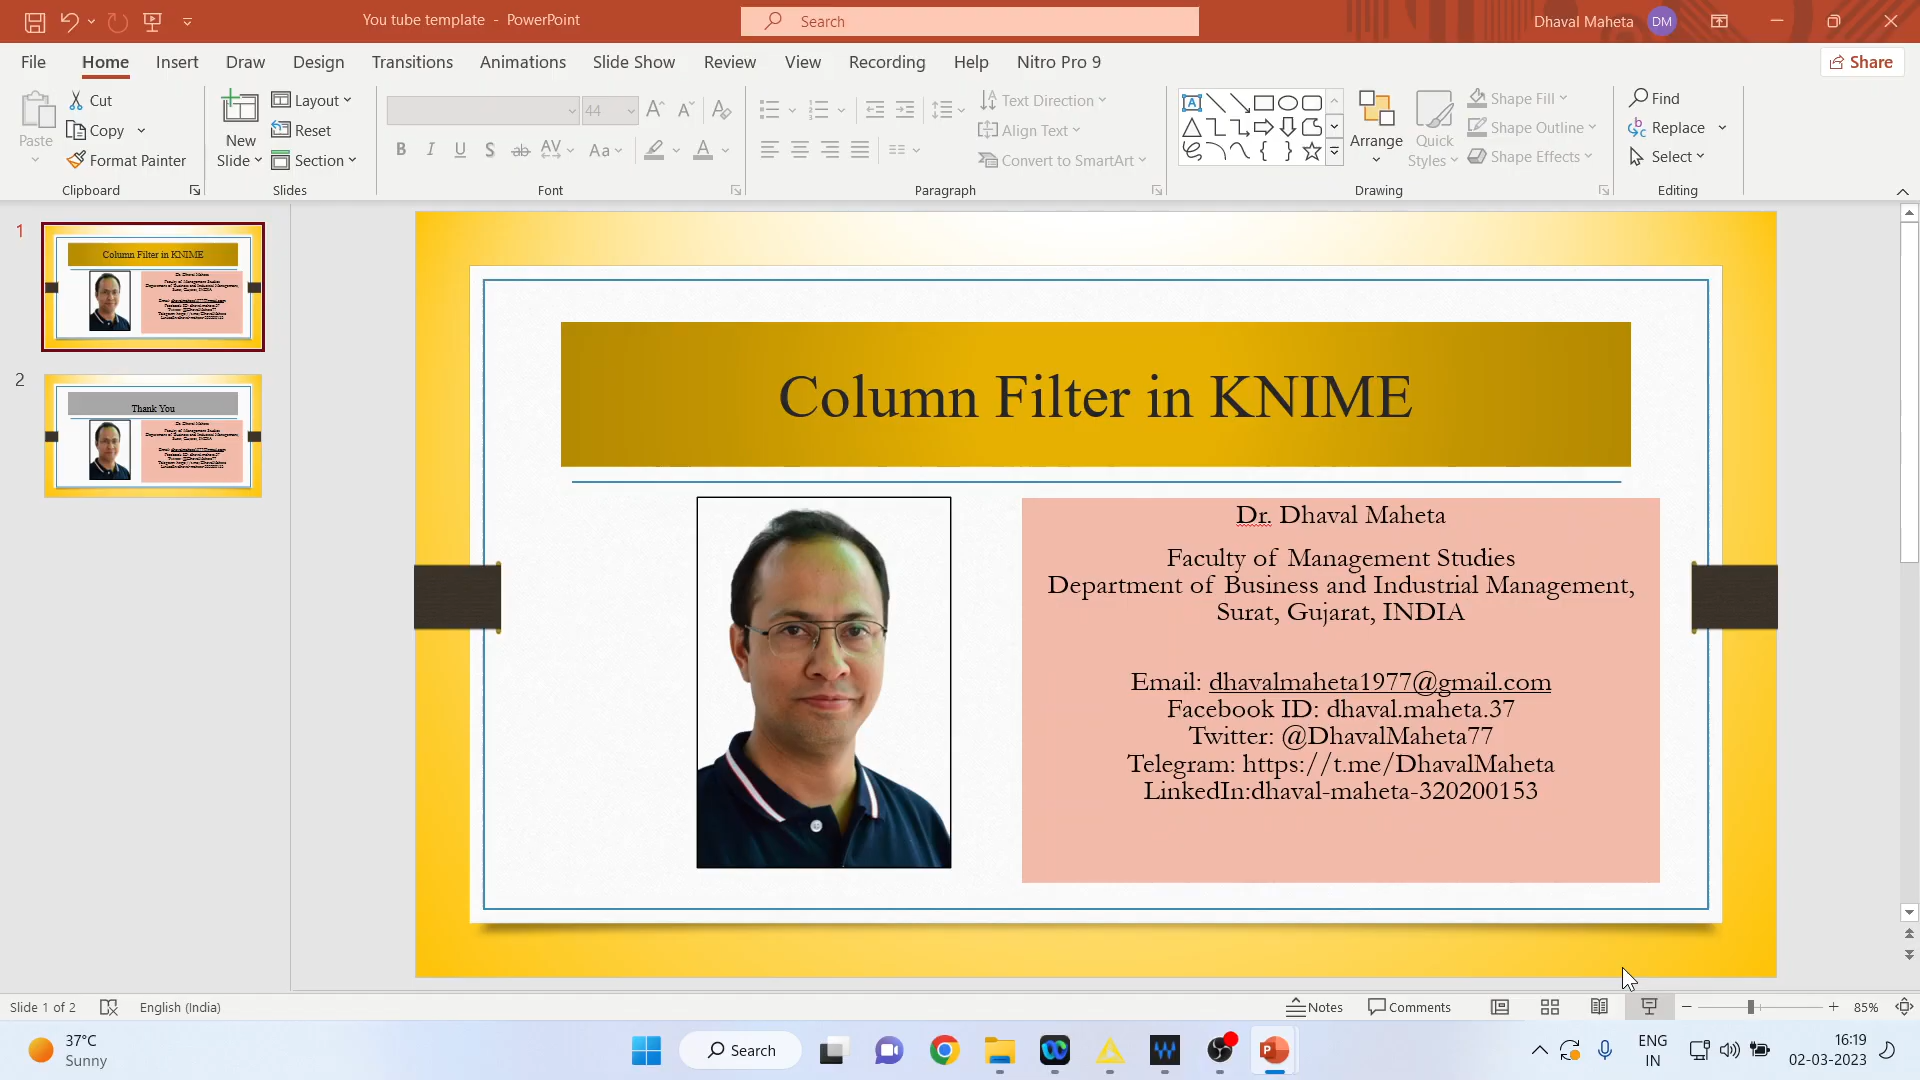 You tube template - PowerPoint
Search
Dhaval Maheta
DM
File
Home
Insert
Draw
Design
Transitions
Animations
Slide Show
Review
View
Recording
Help
Nitro Pro 9
Share
Paste
Cut
Copy
Format Painter
Clipboard
New
Slide
Layout
Reset
Section
Slides
44
B I U S ab AV Aa A
Font
Text Direction
Align Text
Convert to SmartArt
Paragraph
Arrange
Quick
Styles
Shape Fill
Shape Outline
Shape Effects
Drawing
Find
Replace
Select
Editing
1
Column Filter in KNIME
2
Thank You
Column Filter in KNIME
Dr. Dhaval Maheta
Faculty of Management Studies
Department of Business and Industrial Management,
Surat, Gujarat, INDIA
Email: dhavalmaheta1977@gmail.com
Facebook ID: dhaval.maheta.37
Twitter: @DhavalMaheta77
Telegram: https://t.me/DhavalMaheta
LinkedIn:dhaval-maheta-320200153
Slide 1 of 2
English (India)
Notes
Comments
85%
37°C
Sunny
Search
ENG
IN
16:19
02-03-2023